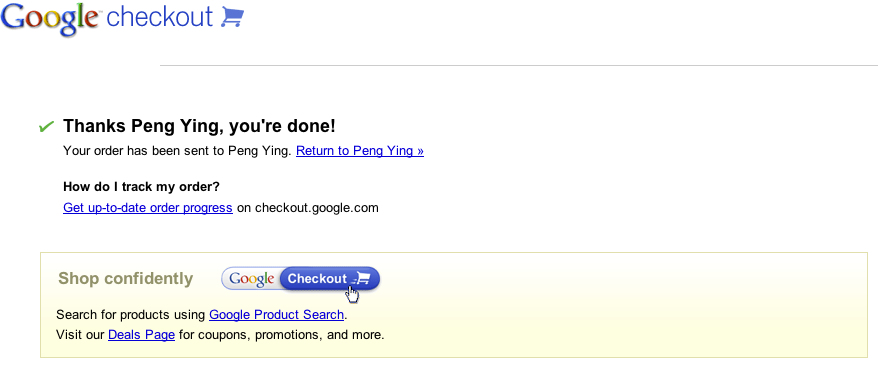 Google™ checkout
Thanks Peng Ying, you're done!
Your order has been sent to Peng Ying. Return to Peng Ying »
How do I track my order?
Get up-to-date order progress on checkout.google.com
Shop confidently Google Checkout
Search for products using Google Product Search.
Visit our Deals Page for coupons, promotions, and more.